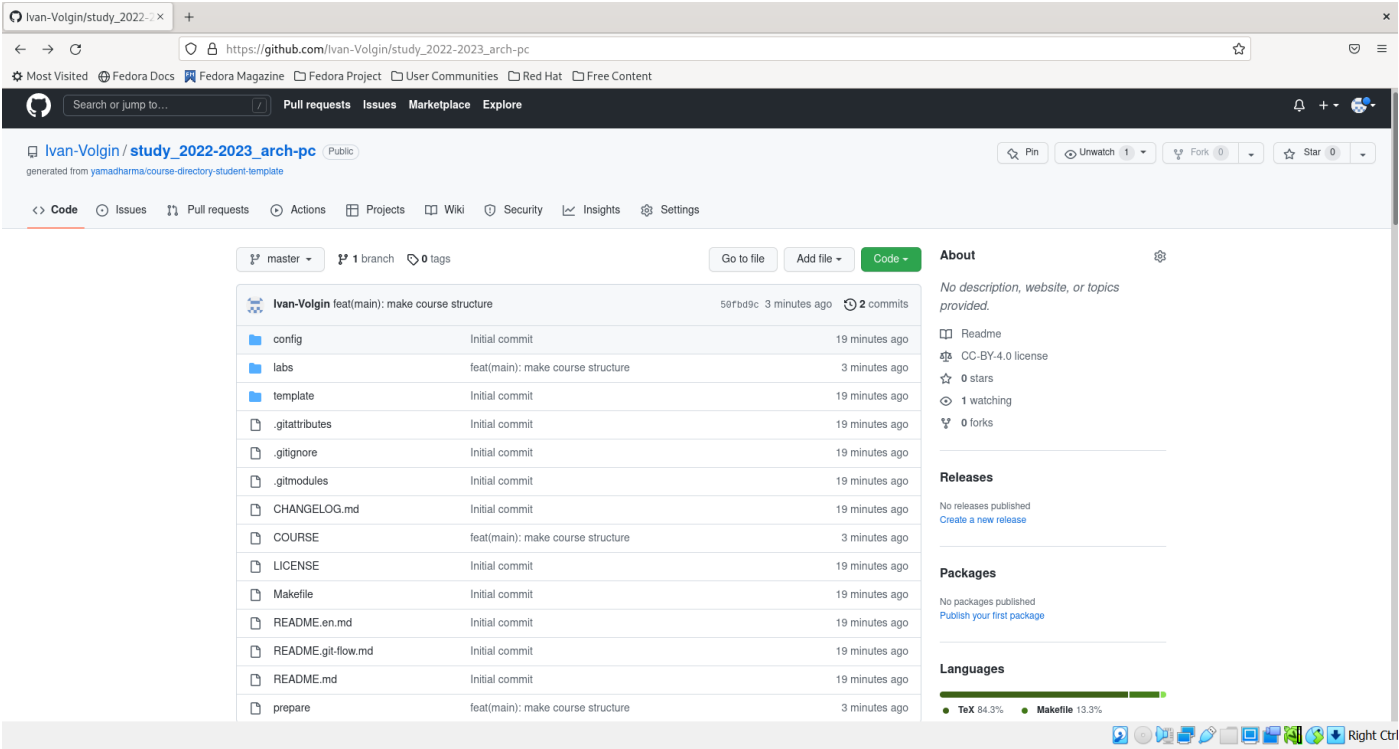 Ivan-Volgin/study_2022-2
https://github.com/Ivan-Volgin/study_2022-2023_arch-pc
Most Visited Fedora Docs Fedora Magazine Fedora Project User Communities Red Hat Free Content
Search or jump to… / Pull requests Issues Marketplace Explore
Ivan-Volgin / study_2022-2023_arch-pc Public Pin Unwatch 1 Fork 0 Star 0
generated from yamadharma/course-directory-student-template
Code Issues Pull requests Actions Projects Wiki Security Insights Settings
master 1 branch 0 tags Go to file Add file Code
Ivan-Volgin feat(main): make course structure 50fbd9c 3 minutes ago 2 commits
config Initial commit 19 minutes ago
labs feat(main): make course structure 3 minutes ago
template Initial commit 19 minutes ago
.gitattributes Initial commit 19 minutes ago
.gitignore Initial commit 19 minutes ago
.gitmodules Initial commit 19 minutes ago
CHANGELOG.md Initial commit 19 minutes ago
COURSE feat(main): make course structure 3 minutes ago
LICENSE Initial commit 19 minutes ago
Makefile Initial commit 19 minutes ago
README.en.md Initial commit 19 minutes ago
README.git-flow.md Initial commit 19 minutes ago
README.md Initial commit 19 minutes ago
prepare feat(main): make course structure 3 minutes ago
About
No description, website, or topics
provided.
Readme
CC-BY-4.0 license
0 stars
1 watching
0 forks
Releases
No releases published
Create a new release
Packages
No packages published
Publish your first package
Languages
TeX 84.3% Makefile 13.3%
Right Ctrl